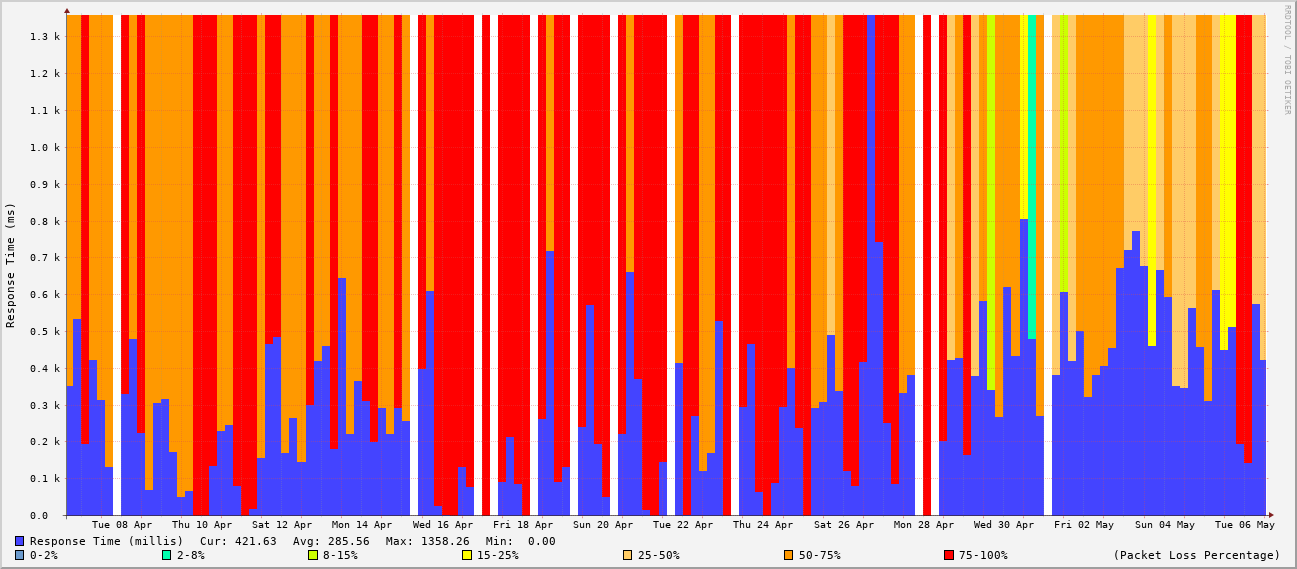 RRDTOOL / TOBI OETIKER
Response Time (ms)
1.3 k
1.2 k
1.1 k
1.0 k
0.9 k
0.8 k
0.7 k
0.6 k
0.5 k
0.4 k
0.3 k
0.2 k
0.1 k
0.0
Tue 08 Apr Thu 10 Apr Sat 12 Apr Mon 14 Apr Wed 16 Apr Fri 18 Apr Sun 20 Apr Tue 22 Apr Thu 24 Apr Sat 26 Apr Mon 28 Apr Wed 30 Apr Fri 02 May Sun 04 May Tue 06 May
Response Time (millis) Cur: 421.63 Avg: 285.56 Max: 1358.26 Min: 0.00
0-2% 2-8% 8-15% 15-25% 25-50% 50-75% 75-100% (Packet Loss Percentage)